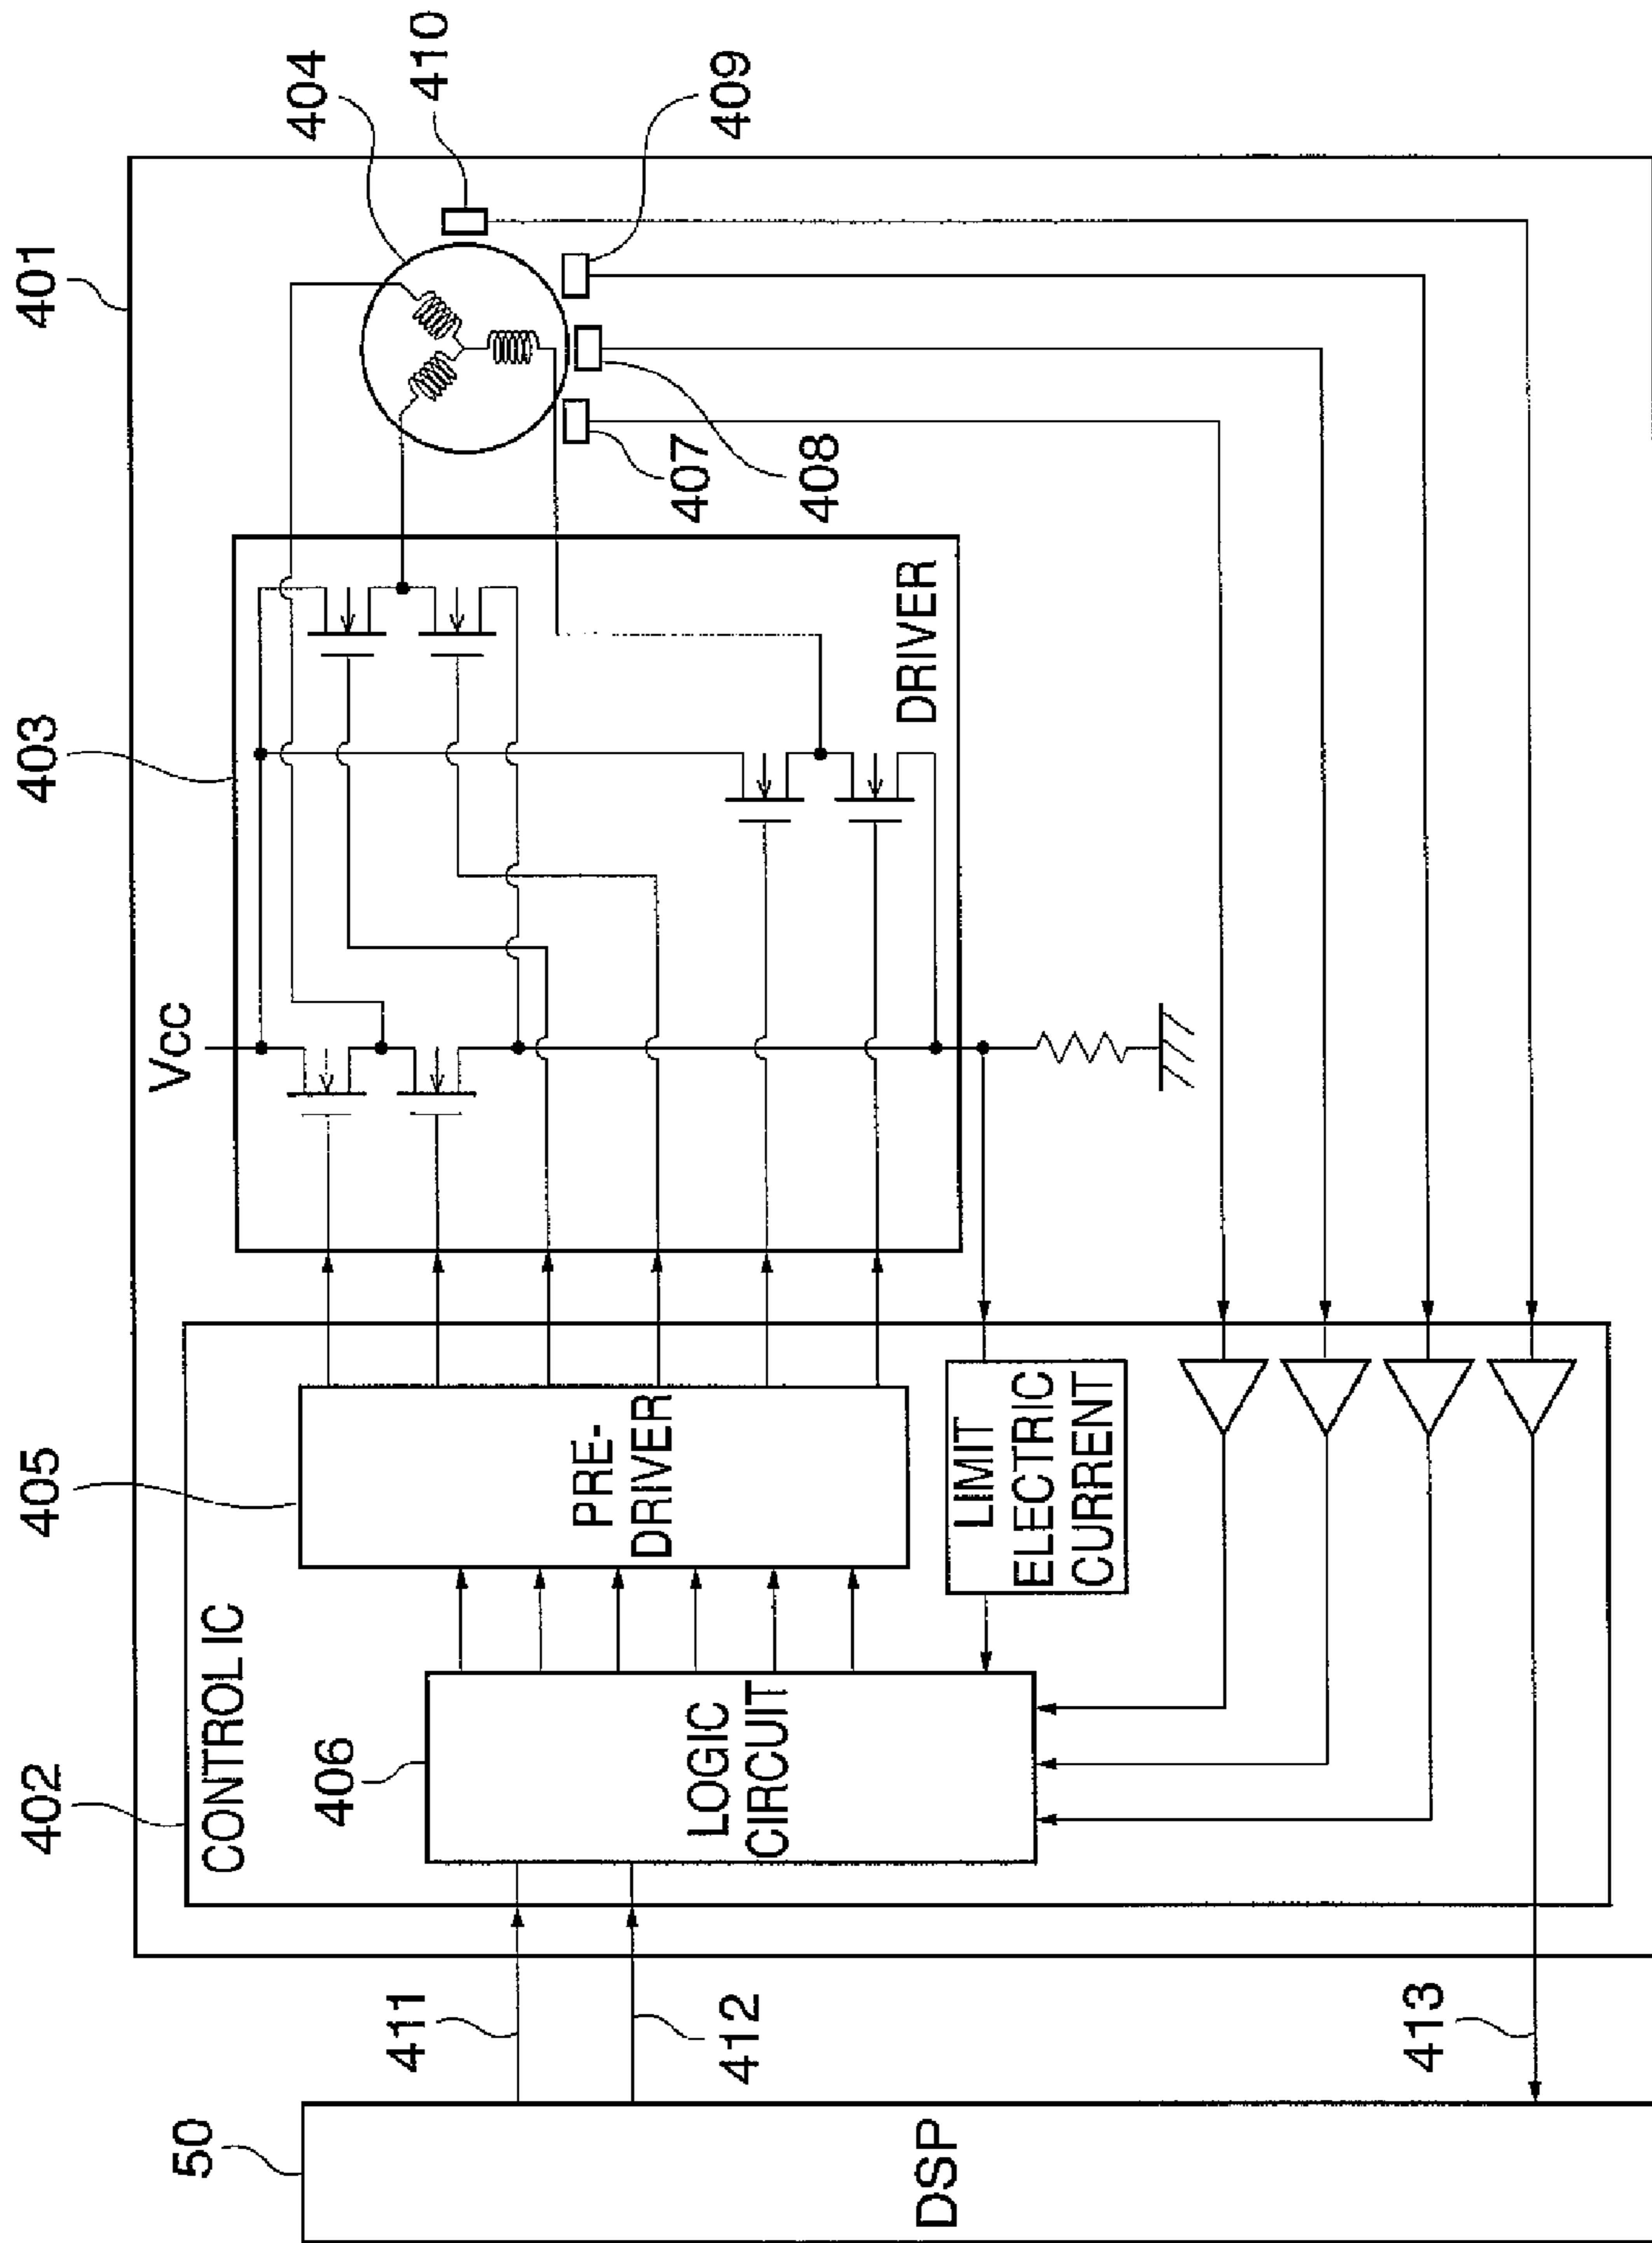 401
402
CONTROL IC
405
403
Vcc
404
410
409
407
408
406
LOGIC
CIRCUIT
PRE-
DRIVER
DRIVER
LIMIT
ELECTRIC
CURRENT
50
DSP
411
412
413